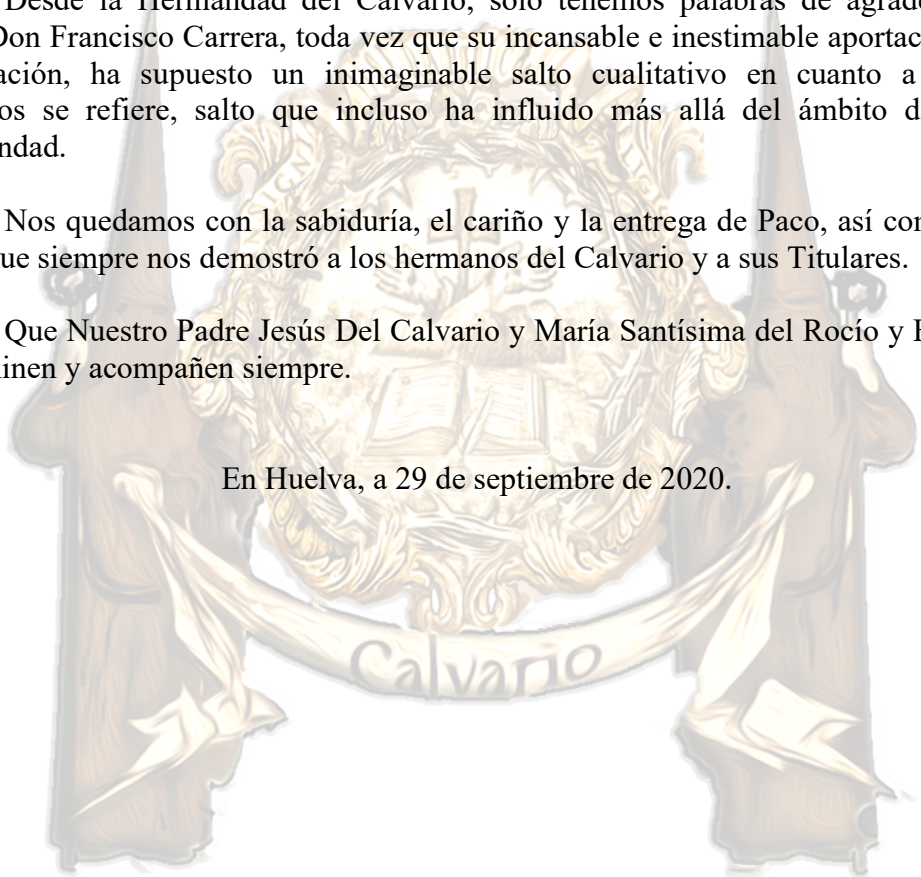 Desde la Hermandad del Calvario, solo tenemos palabras de agrade
Don Francisco Carrera, toda vez que su incansable e inestimable aportac
ación, ha supuesto un inimaginable salto cualitativo en cuanto a
os se refiere, salto que incluso ha influido más allá del ámbito d
ndad.
Nos quedamos con la sabiduría, el cariño y la entrega de Paco, así con
ue siempre nos demostró a los hermanos del Calvario y a sus Titulares.
Que Nuestro Padre Jesús Del Calvario y María Santísima del Rocío y
inen y acompañen siempre.
En Huelva, a 29 de septiembre de 2020.
Calvario